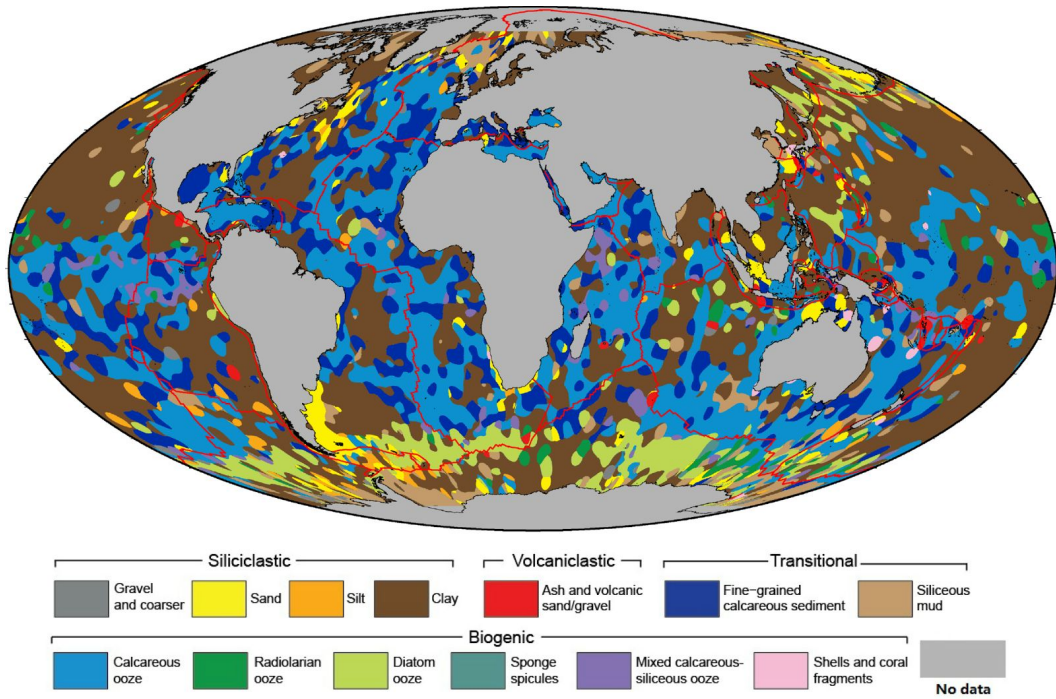 Siliciclastic
Volcaniclastic
Transitional
Gravel
and coarser
Sand
Silt
Clay
Ash and volcanic
sand/gravel
Fine-grained
calcareous sediment
Siliceous
mud
Biogenic
Calcareous
ooze
Radiolarian
ooze
Diatom
ooze
Sponge
spicules
Mixed calcareous-
siliceous ooze
Shells and coral
fragments
No data